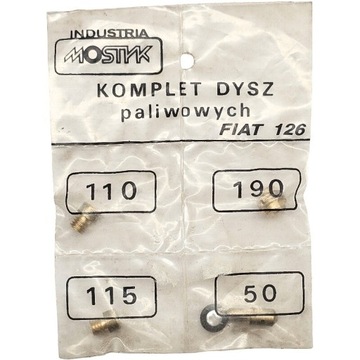 INDUSTRIA
MOSTYK
KOMPLET DYSZ
paliwowych
FIAT 126
110
190
115
50